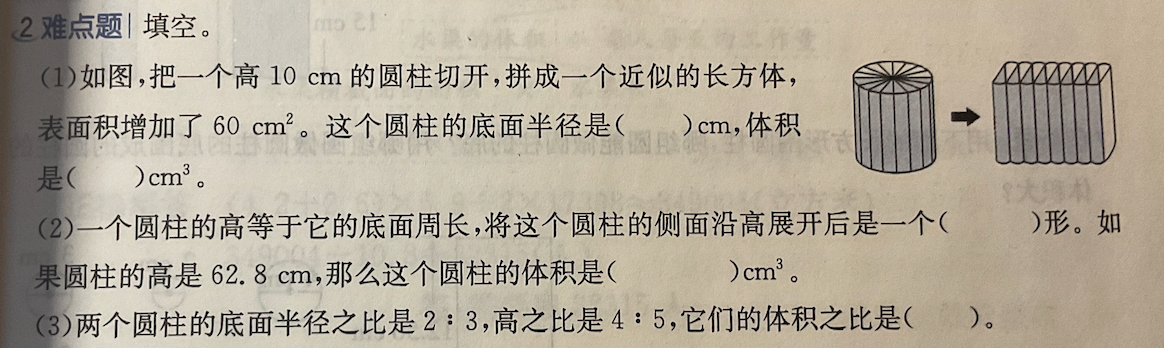 2 难点题 | 填空。
(1)如图,把一个高 10 cm 的圆柱切开,拼成一个近似的长方体,
表面积增加了 60 cm²。这个圆柱的底面半径是(    )cm,体积
是(    )cm³。
(2)一个圆柱的高等于它的底面周长,将这个圆柱的侧面沿高展开后是一个(    )形。如
果圆柱的高是 62.8 cm,那么这个圆柱的体积是(    )cm³。
(3)两个圆柱的底面半径之比是 2∶3,高之比是 4∶5,它们的体积之比是(    )。